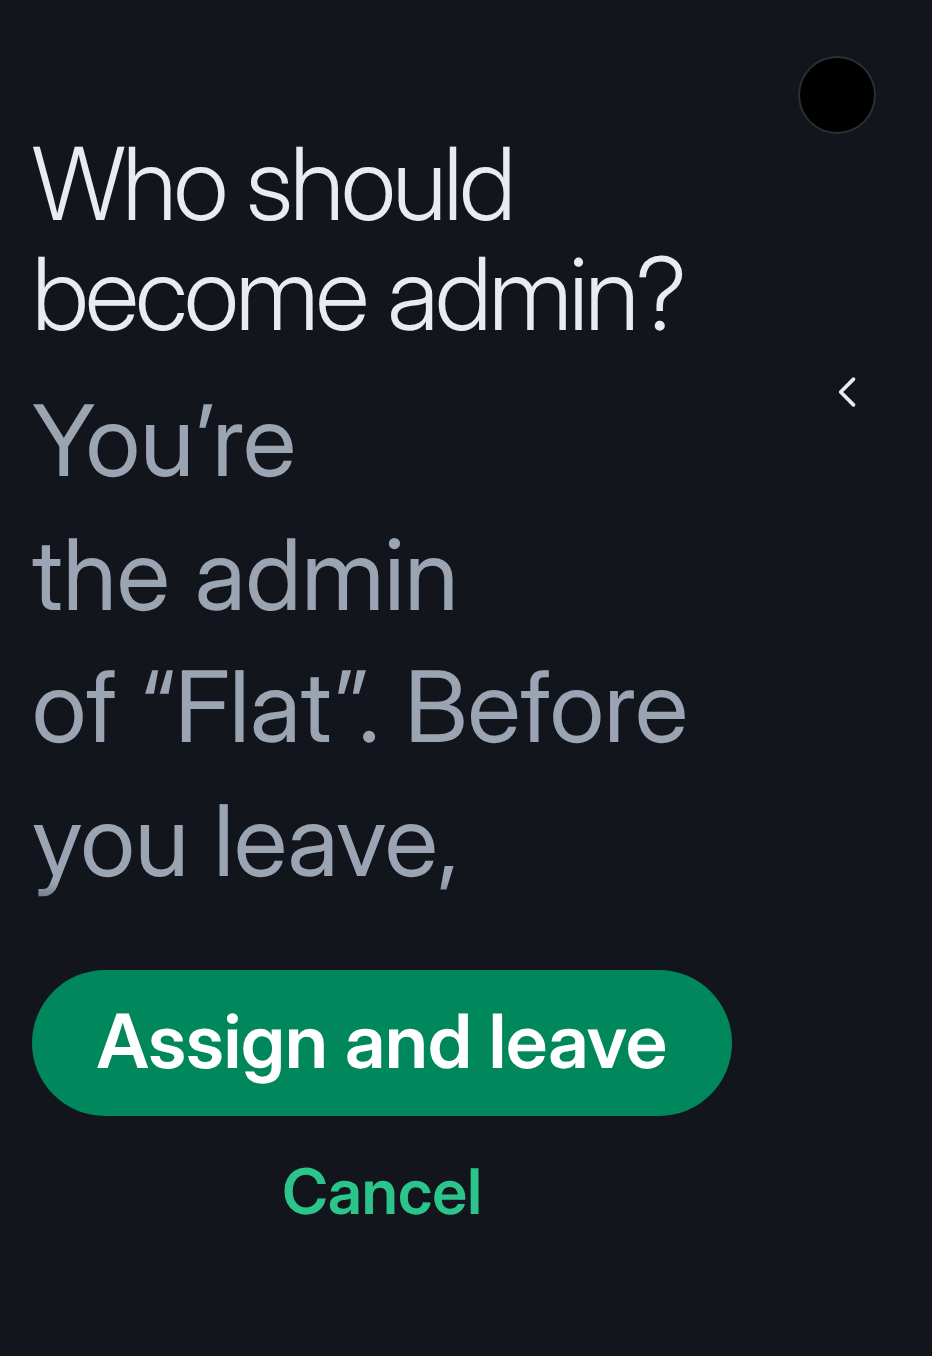 Who should
become admin?
You’re
the admin
of “Flat”. Before
you leave,
Assign and leave
Cancel